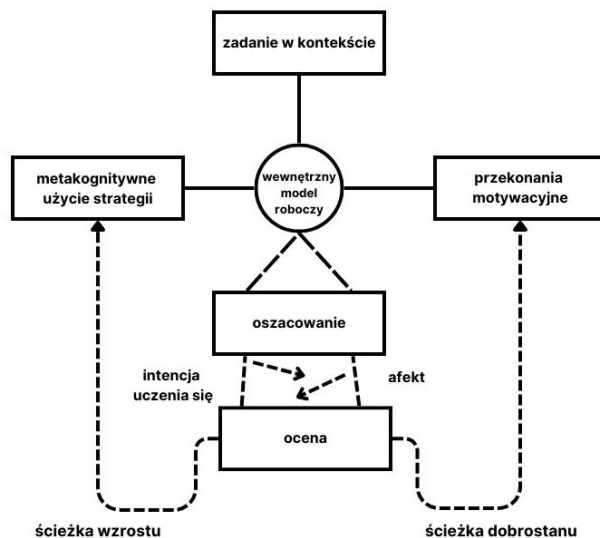 zadanie w kontekście
metakognitywne
użycie strategii
wewnętrzny
model
roboczy
przekonania
motywacyjne
oszacowanie
intencja
uczenia się
afekt
ocena
ścieżka wzrostu
ścieżka dobrostanu